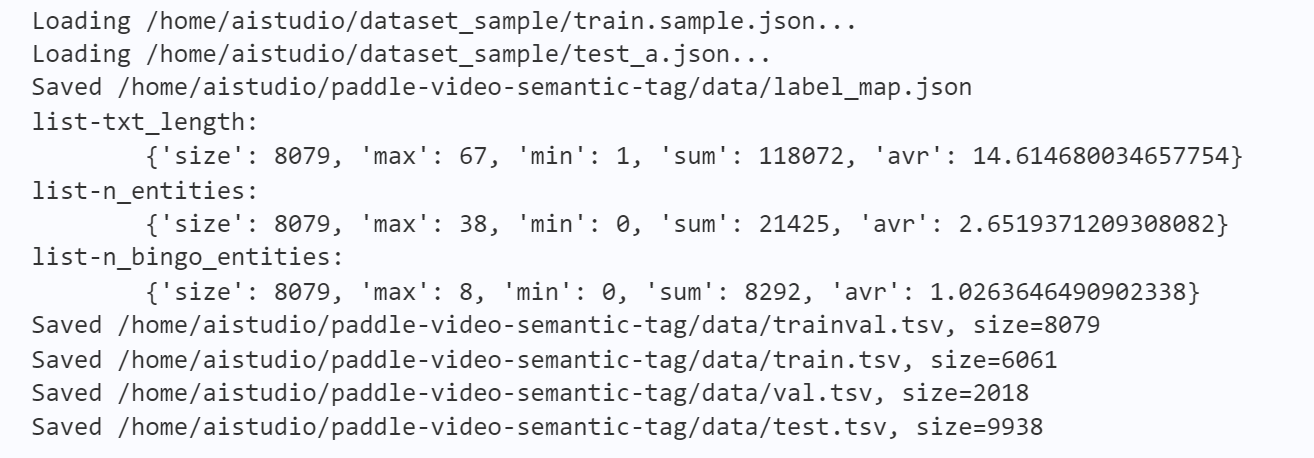 Loading /home/aistudio/dataset_sample/train.sample.json...
Loading /home/aistudio/dataset_sample/test_a.json...
Saved /home/aistudio/paddle-video-semantic-tag/data/label_map.json
list-txt_length:
        {'size': 8079, 'max': 67, 'min': 1, 'sum': 118072, 'avr': 14.614680034657754}
list-n_entities:
        {'size': 8079, 'max': 38, 'min': 0, 'sum': 21425, 'avr': 2.6519371209308082}
list-n_bingo_entities:
        {'size': 8079, 'max': 8, 'min': 0, 'sum': 8292, 'avr': 1.0263646490902338}
Saved /home/aistudio/paddle-video-semantic-tag/data/trainval.tsv, size=8079
Saved /home/aistudio/paddle-video-semantic-tag/data/train.tsv, size=6061
Saved /home/aistudio/paddle-video-semantic-tag/data/val.tsv, size=2018
Saved /home/aistudio/paddle-video-semantic-tag/data/test.tsv, size=9938